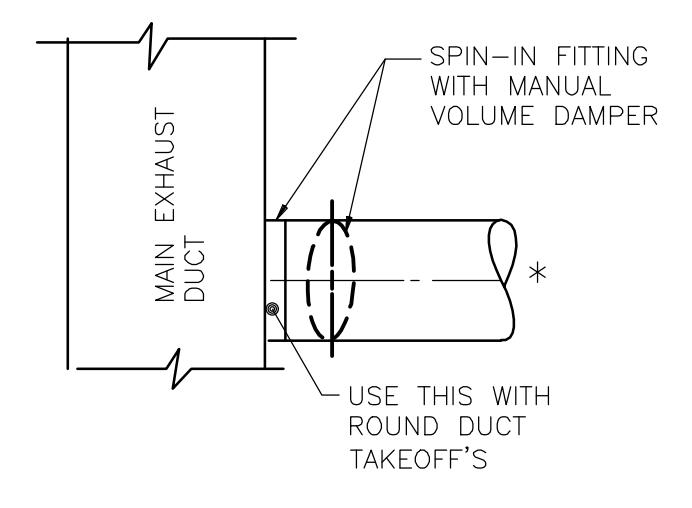 SPIN-IN FITTING
WITH MANUAL
VOLUME DAMPER
MAIN EXHAUST
DUCT
*
USE THIS WITH
ROUND DUCT
TAKEOFF'S